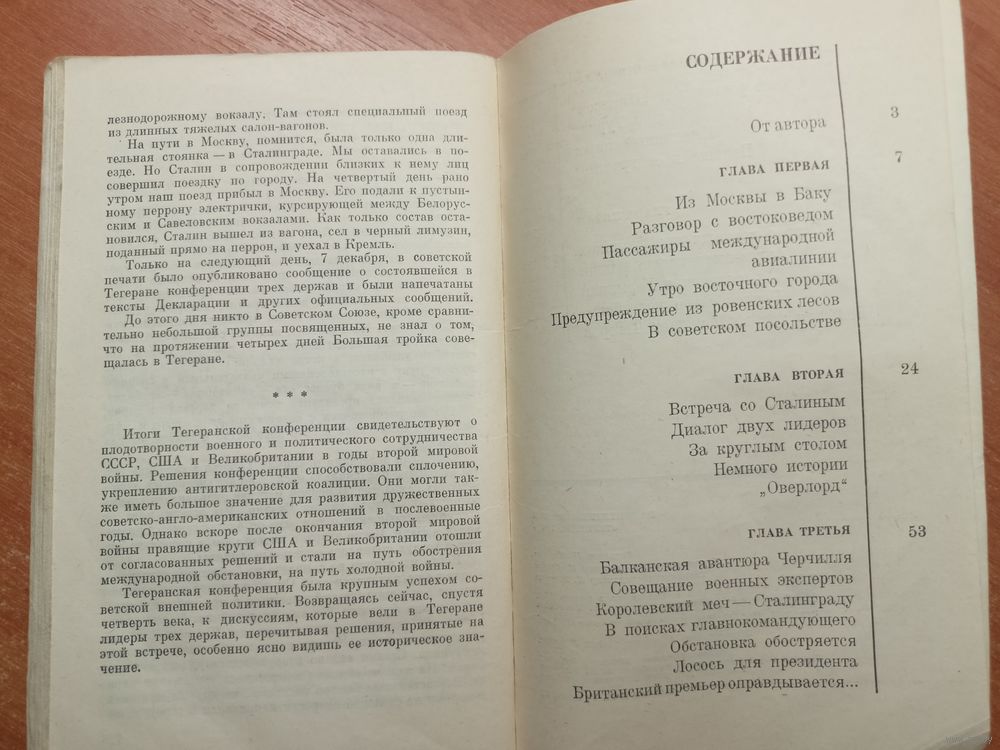 лезнодорожному вокзалу. Там стоял специальный поезд
из длинных тяжелых салон-вагонов.
На пути в Москву, помнится, была только одна дли-
тельная стоянка — в Сталинграде. Мы оставались в по-
езде. Но Сталин в сопровождении близких к нему лиц
совершил поездку по городу. На четвертый день рано
утром наш поезд прибыл в Москву. Его подали к пустын-
ному перрону электрички, курсирующей между Белорус-
ским и Савеловским вокзалами. Как только состав оста-
новился, Сталин вышел из вагона, сел в черный лимузин,
поданный прямо на перрон, и уехал в Кремль.
Только на следующий день, 7 декабря, в советской
печати было опубликовано сообщение о состоявшейся в
Тегеране конференции трех держав и были напечатаны
тексты Декларации и других официальных сообщений.
До этого дня никто в Советском Союзе, кроме сравни-
тельно небольшой группы посвященных, не знал о том,
что на протяжении четырех дней Большая тройка сове-
щалась в Тегеране.
* * *
Итоги Тегеранской конференции свидетельствуют о
плодотворности военного и политического сотрудничества
СССР, США и Великобритании в годы второй мировой
войны. Решения конференции способствовали сплочению,
укреплению антигитлеровской коалиции. Они могли так-
же иметь большое значение для развития дружественных
советско-англо-американских отношений в послевоенные
годы. Однако вскоре после окончания второй мировой
войны правящие круги США и Великобритании отошли
от согласованных решений и стали на путь обострения
международной обстановки, на путь холодной войны.
Тегеранская конференция была крупным успехом со-
ветской внешней политики. Возвращаясь сейчас, спустя
четверть века, к дискуссиям, которые вели в Тегеране
лидеры трех держав, перечитывая решения, принятые на
этой встрече, особенно ясно видишь ее историческое зна-
чение.
СОДЕРЖАНИЕ
От автора 3
ГЛАВА ПЕРВАЯ 7
Из Москвы в Баку
Разговор с востоковедом
Пассажиры международной
авиалинии
Утро восточного города
Предупреждение из ровенских лесов
В советском посольстве
ГЛАВА ВТОРАЯ 24
Встреча со Сталиным
Диалог двух лидеров
За круглым столом
Немного истории
„Оверлорд“
ГЛАВА ТРЕТЬЯ 53
Балканская авантюра Черчилля
Совещание военных экспертов
Королевский меч — Сталинграду
В поисках главнокомандующего
Обстановка обостряется
Лосось для президента
Британский премьер оправдывается...